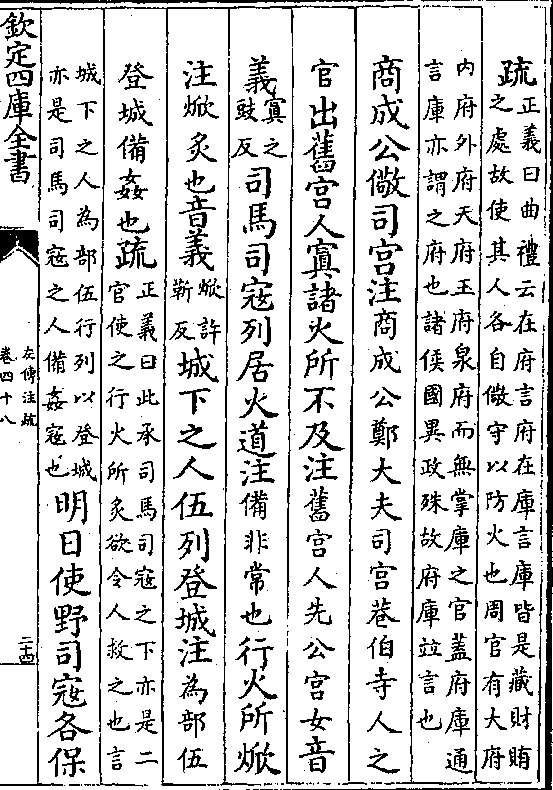 疏正義曰曲禮云在府言府在庫言庫皆是藏財賄
之處故使其人各自儆守以防火也周官有大府
内府外府天府玉府泉府而無掌庫之官蓋府庫通
言庫亦謂之府也諸侯國異政殊故府庫竝言也
商成公儆司宫注商成公鄭大夫司宫巷伯寺人之
官出舊宫人寘諸火所不及注舊宫人先公宫女音
義寘之
豉反司馬司寇列居火道注備非常也行火所焮
注焮炙也音義焮許
靳反城下之人伍列登城注為部伍
登城備姦也疏正義曰此承司馬司寇之下亦是二
官使之行火所炙欲令人救之也言
城下之人為部伍行列以登城
亦是司馬司寇之人備姦寇也明日使野司寇各保
欽定四庫全書
左傳注疏
卷四十八
二十四